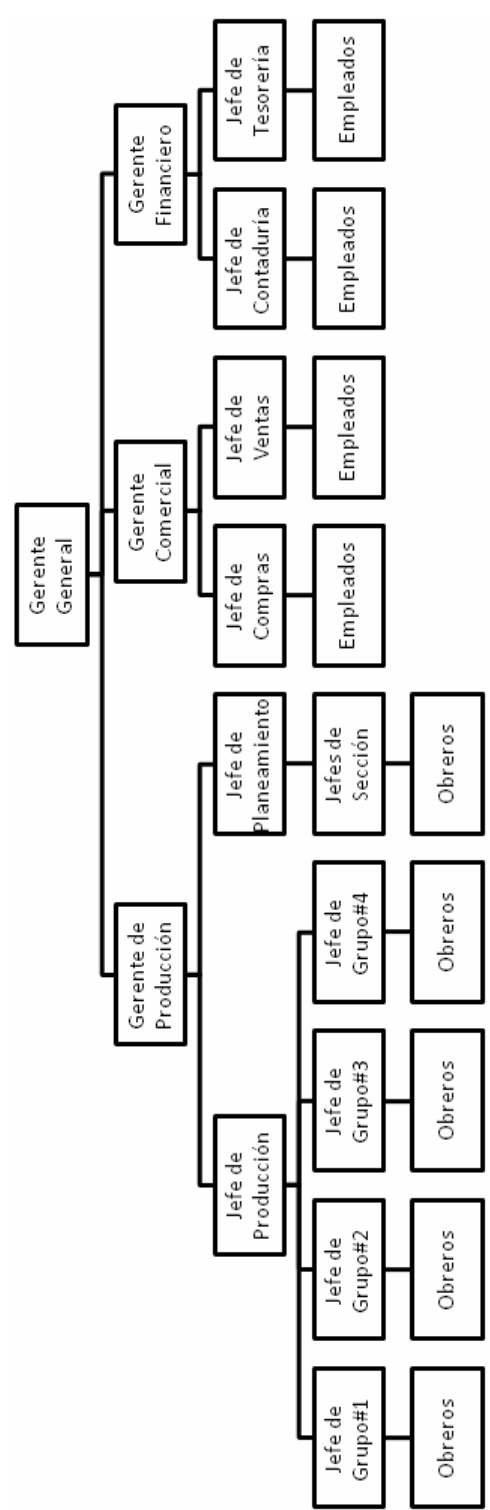 Gerente
General
Gerente de
Producción
Gerente
Comercial
Gerente
Financiero
Jefe de
Producción
Jefe de
Planeamiento
Jefe de
Compras
Jefe de
Ventas
Jefe de
Contaduría
Jefe de
Tesorería
Jefe de
Grupo#1
Jefe de
Grupo#2
Jefe de
Grupo#3
Jefe de
Grupo#4
Jefes de
Sección
Empleados
Empleados
Empleados
Empleados
Obreros
Obreros
Obreros
Obreros
Obreros